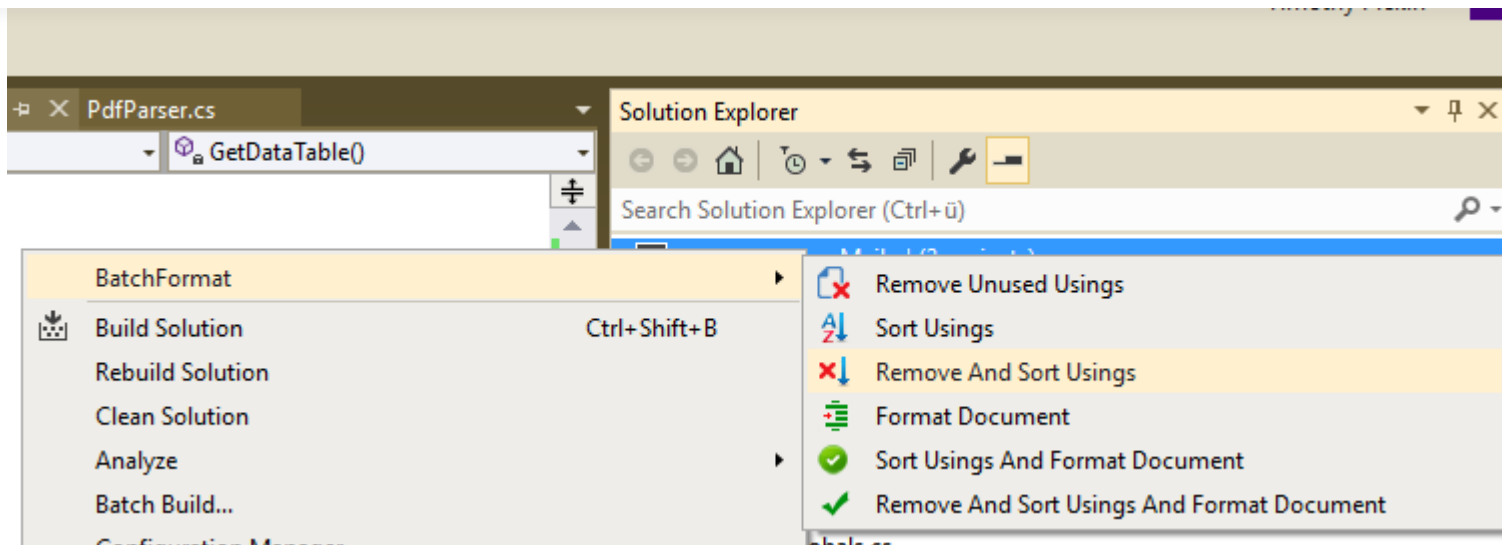 PdfParser.cs
Solution Explorer
GetDataTable()
Search Solution Explorer (Ctrl+ü)
BatchFormat
Build Solution Ctrl+Shift+B
Rebuild Solution
Clean Solution
Analyze
Batch Build...
Configuration Manager
Remove Unused Usings
Sort Usings
Remove And Sort Usings
Format Document
Sort Usings And Format Document
Remove And Sort Usings And Format Document